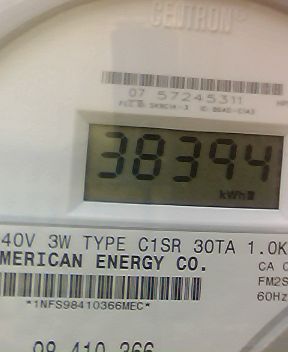 CENTRON®
07 57245311
38394
kWh
40V 3W TYPE C1SR 30TA 1.0K
MERICAN ENERGY CO.
CA 0
FM2S
60Hz
*1NFS98410366MEC*
98 410 366